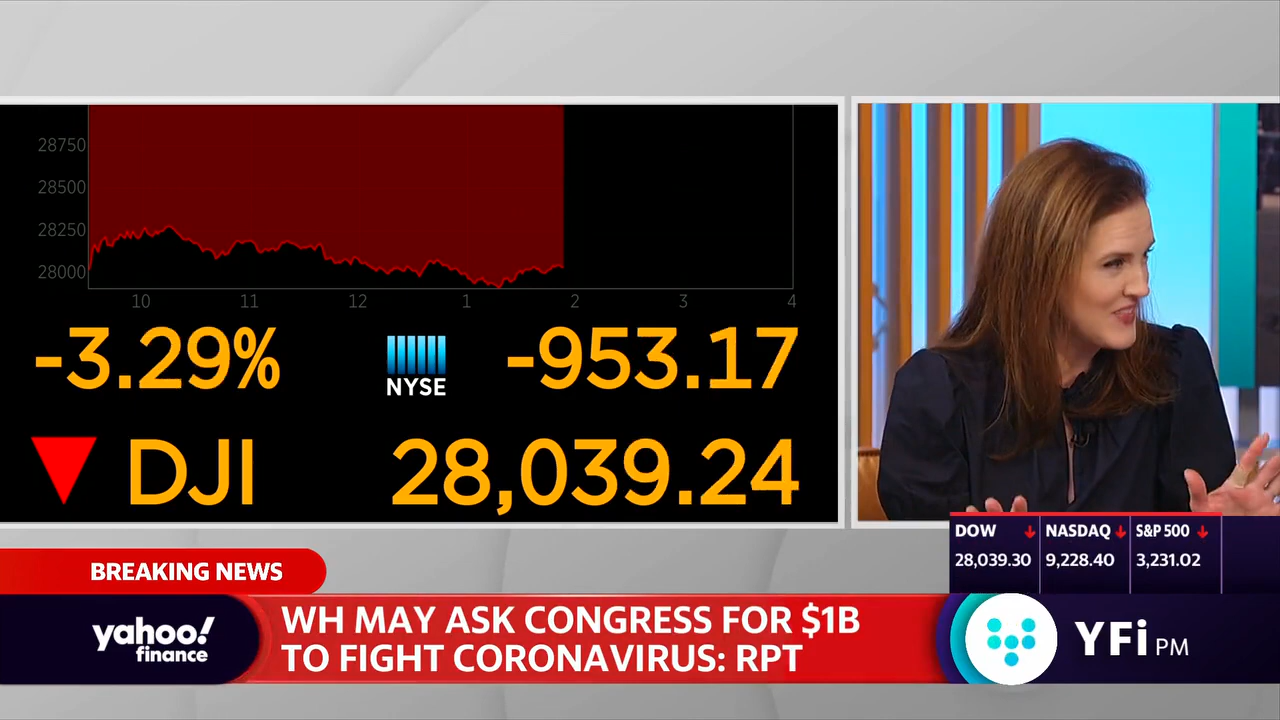 28750
28500
28250
28000
10 11 12 1 2 3 4
-3.29% NYSE -953.17
DJI 28,039.24
DOW NASDAQ S&P 500
28,039.30 9,228.40 3,231.02
BREAKING NEWS
yahoo!
finance
WH MAY ASK CONGRESS FOR $1B
TO FIGHT CORONAVIRUS: RPT
YFi PM